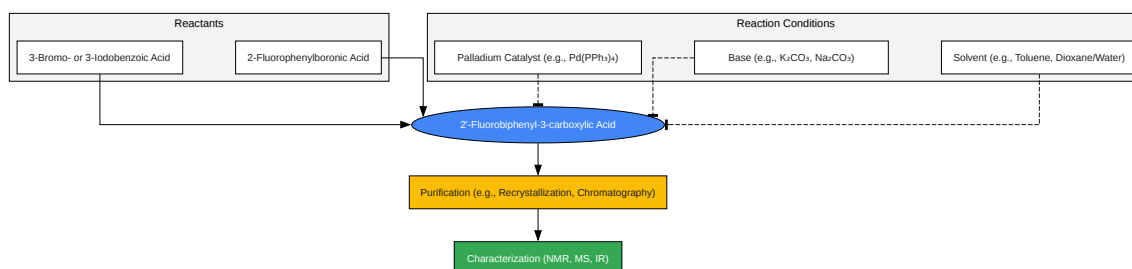 Reactants
Reaction Conditions
3-Bromo- or 3-Iodobenzoic Acid
2-Fluorophenylboronic Acid
Palladium Catalyst (e.g., Pd(PPh₃)₄)
Base (e.g., K₂CO₃, Na₂CO₃)
Solvent (e.g., Toluene, Dioxane/Water)
2'-Fluorobiphenyl-3-carboxylic Acid
Purification (e.g., Recrystallization, Chromatography)
Characterization (NMR, MS, IR)